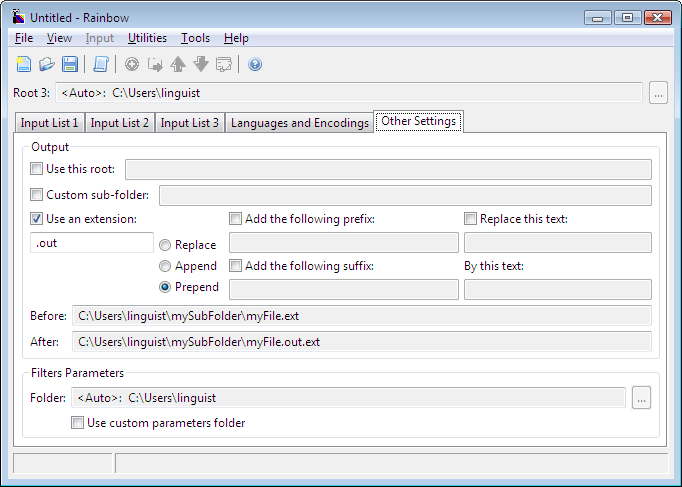 Untitled - Rainbow
File View Input Utilities Tools Help
Root 3: <Auto>: C:\Users\linguist ...
Input List 1 Input List 2 Input List 3 Languages and Encodings Other Settings
Output
Use this root:
Custom sub-folder:
Use an extension: Add the following prefix: Replace this text:
.out Replace
Append Add the following suffix: By this text:
Prepend
Before: C:\Users\linguist\mySubFolder\myFile.ext
After: C:\Users\linguist\mySubFolder\myFile.out.ext
Filters Parameters
Folder: <Auto>: C:\Users\linguist ...
Use custom parameters folder